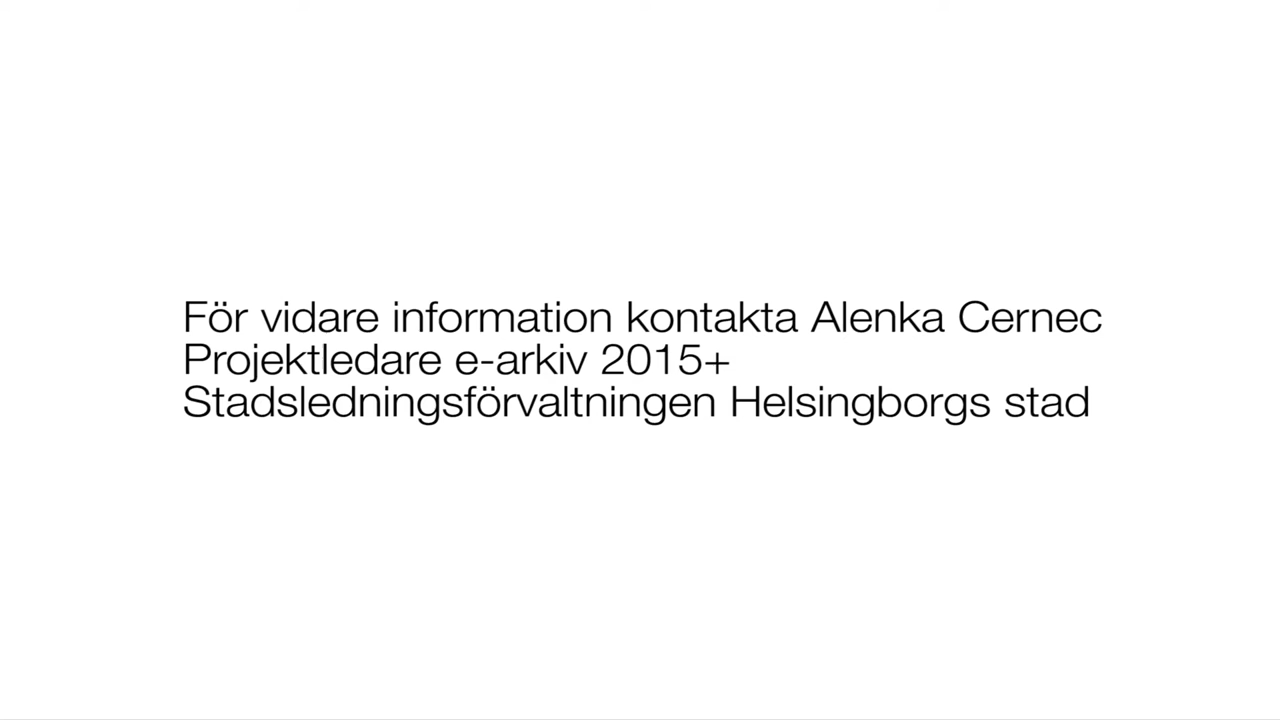 För vidare information kontakta Alenka Cernec
Projektledare e-arkiv 2015+
Stadsledningsförvaltningen Helsingborgs stad